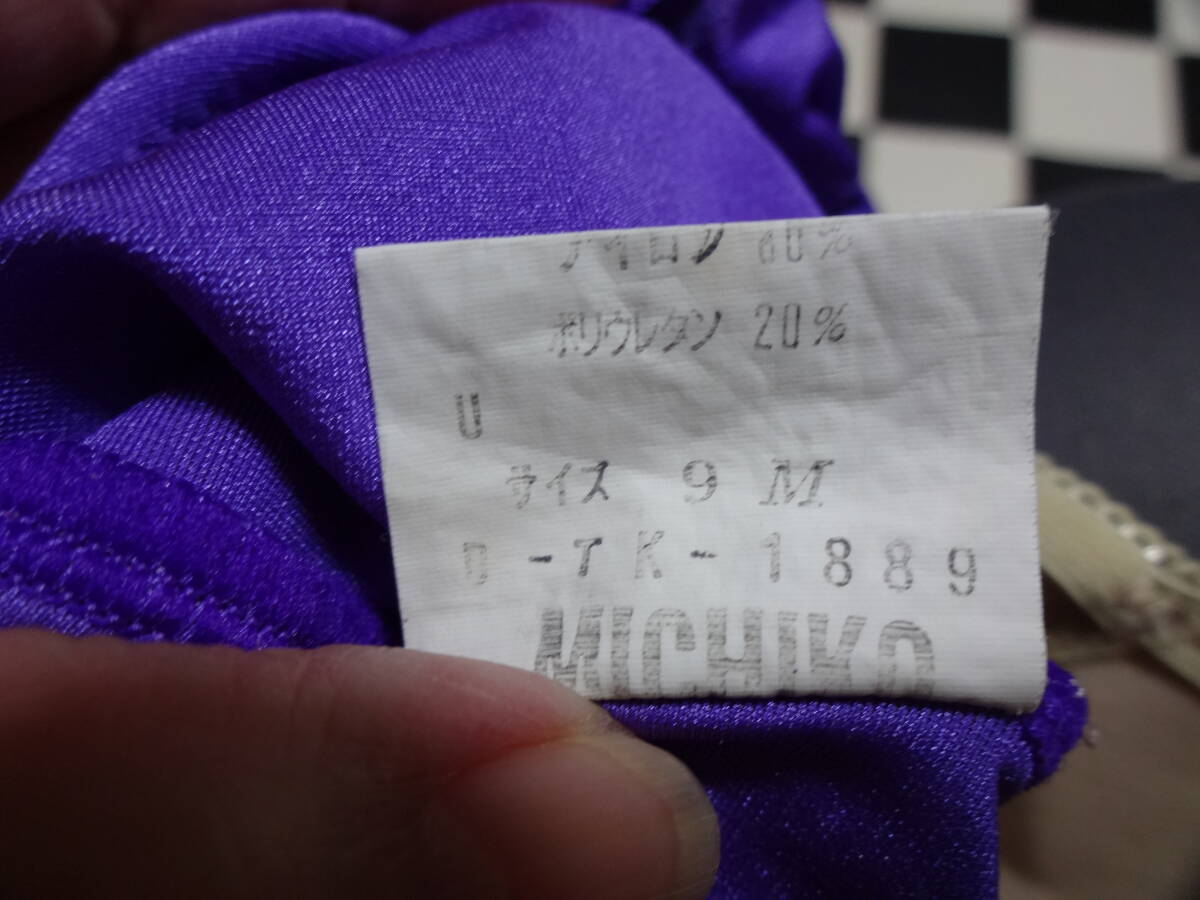 ナイロン 80%
ポリウレタン 20%
U
サイズ 9 M
D-TK-1889
MICHIKO